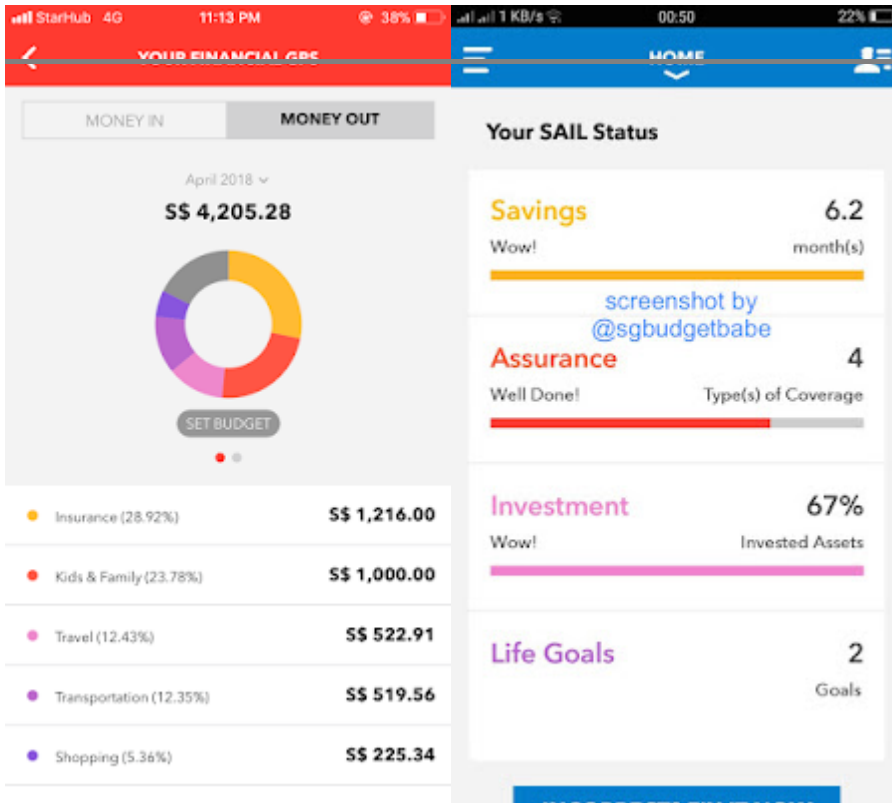 StarHub 4G 11:13 PM 38%
YOUR FINANCIAL GPS
MONEY IN MONEY OUT
April 2018
S$ 4,205.28
SET BUDGET
Insurance (28.92%) S$ 1,216.00
Kids & Family (23.78%) S$ 1,000.00
Travel (12.43%) S$ 522.91
Transportation (12.35%) S$ 519.56
Shopping (5.36%) S$ 225.34
1 KB/s 00:50 22%
HOME
Your SAIL Status
Savings 6.2
Wow! month(s)
screenshot by
@sgbudgetbabe
Assurance 4
Well Done! Type(s) of Coverage
Investment 67%
Wow! Invested Assets
Life Goals 2
Goals